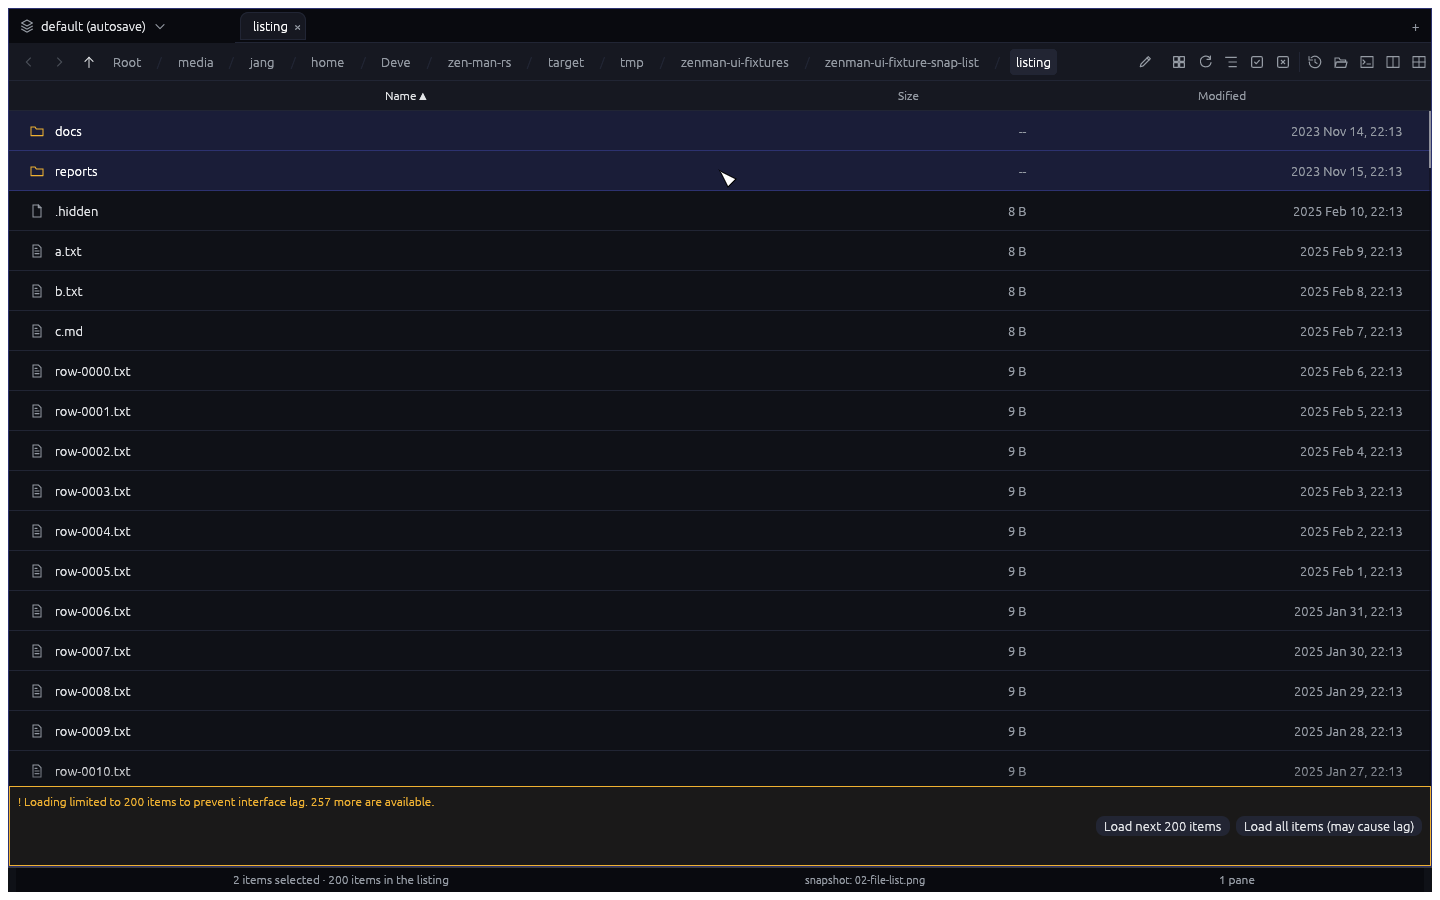 default (autosave)
listing ×
+
Root / media / jang / home / Deve / zen-man-rs / target / tmp / zenman-ui-fixtures / zenman-ui-fixture-snap-list / listing
Name ▲ Size Modified
docs -- 2023 Nov 14, 22:13
reports -- 2023 Nov 15, 22:13
.hidden 8 B 2025 Feb 10, 22:13
a.txt 8 B 2025 Feb 9, 22:13
b.txt 8 B 2025 Feb 8, 22:13
c.md 8 B 2025 Feb 7, 22:13
row-0000.txt 9 B 2025 Feb 6, 22:13
row-0001.txt 9 B 2025 Feb 5, 22:13
row-0002.txt 9 B 2025 Feb 4, 22:13
row-0003.txt 9 B 2025 Feb 3, 22:13
row-0004.txt 9 B 2025 Feb 2, 22:13
row-0005.txt 9 B 2025 Feb 1, 22:13
row-0006.txt 9 B 2025 Jan 31, 22:13
row-0007.txt 9 B 2025 Jan 30, 22:13
row-0008.txt 9 B 2025 Jan 29, 22:13
row-0009.txt 9 B 2025 Jan 28, 22:13
row-0010.txt 9 B 2025 Jan 27, 22:13
! Loading limited to 200 items to prevent interface lag. 257 more are available.
Load next 200 items Load all items (may cause lag)
2 items selected · 200 items in the listing snapshot: 02-file-list.png 1 pane